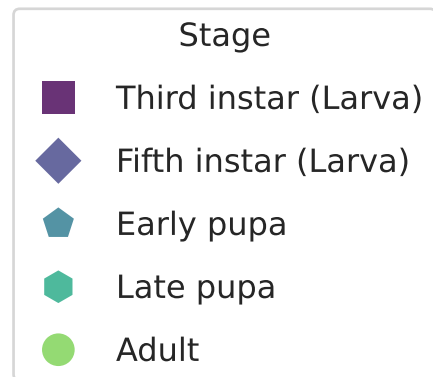 Stage
Third instar (Larva)
Fifth instar (Larva)
Early pupa
Late pupa
Adult